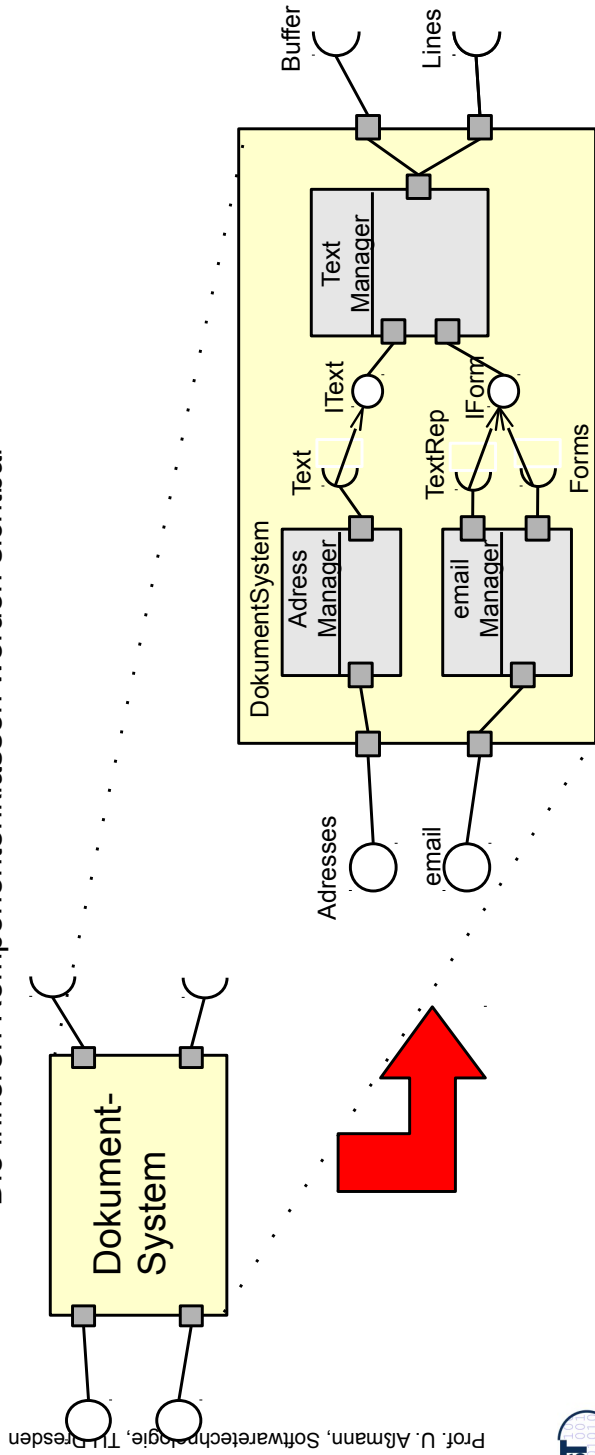 Die inneren Komponentenklassen werden sichtbar
Dokument-
System
Adresses
email
DokumentSystem
Adress
Manager
email
Manager
Text
IText
TextRep
IForm
Forms
Text
Manager
Buffer
Lines
Prof. U. Aßmann, Softwaretechnologie, TU Dresden